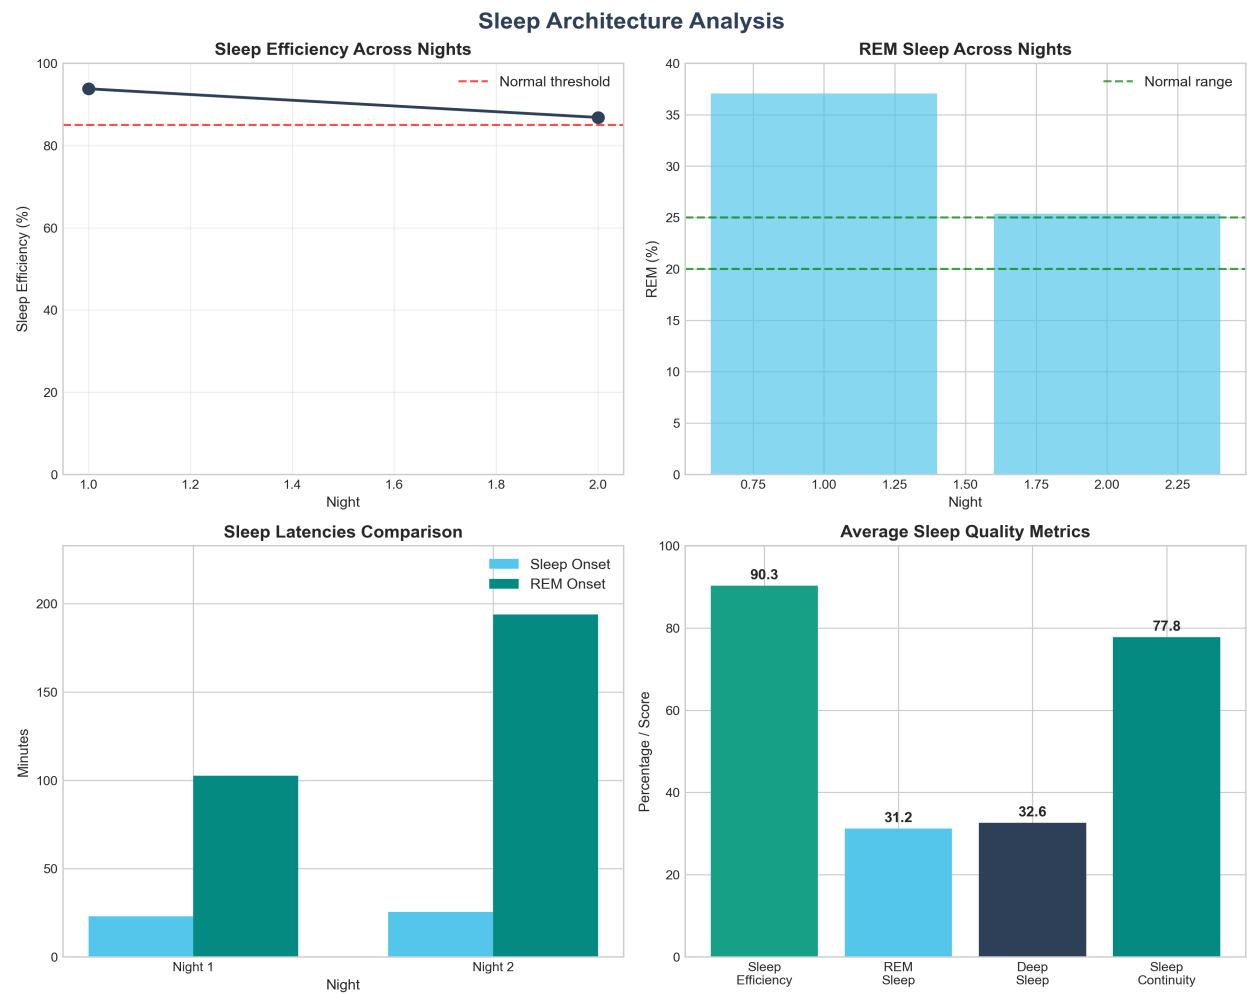 Sleep Architecture Analysis
Sleep Efficiency Across Nights
100
80
60
40
20
0
Sleep Efficiency (%)
Normal threshold
1.0 1.2 1.4 1.6 1.8 2.0
Night
REM Sleep Across Nights
40
35
30
25
20
15
10
5
0
REM (%)
Normal range
0.75 1.00 1.25 1.50 1.75 2.00 2.25
Night
Sleep Latencies Comparison
Sleep Onset
REM Onset
200
150
100
50
0
Minutes
Night 1 Night 2
Night
Average Sleep Quality Metrics
100
80
60
40
20
0
Percentage / Score
90.3
31.2
32.6
77.8
Sleep
Efficiency
REM
Sleep
Deep
Sleep
Sleep
Continuity